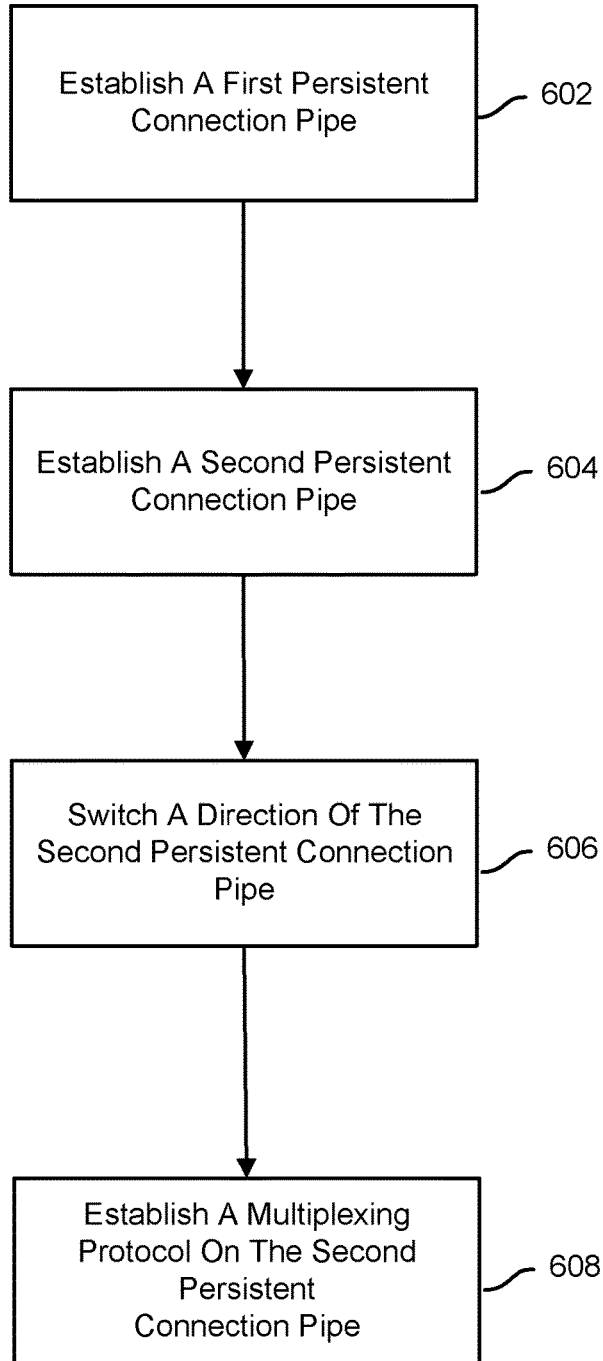 Establish A First Persistent
Connection Pipe
602
Establish A Second Persistent
Connection Pipe
604
Switch A Direction Of The
Second Persistent Connection
Pipe
606
Establish A Multiplexing
Protocol On The Second
Persistent
Connection Pipe
608